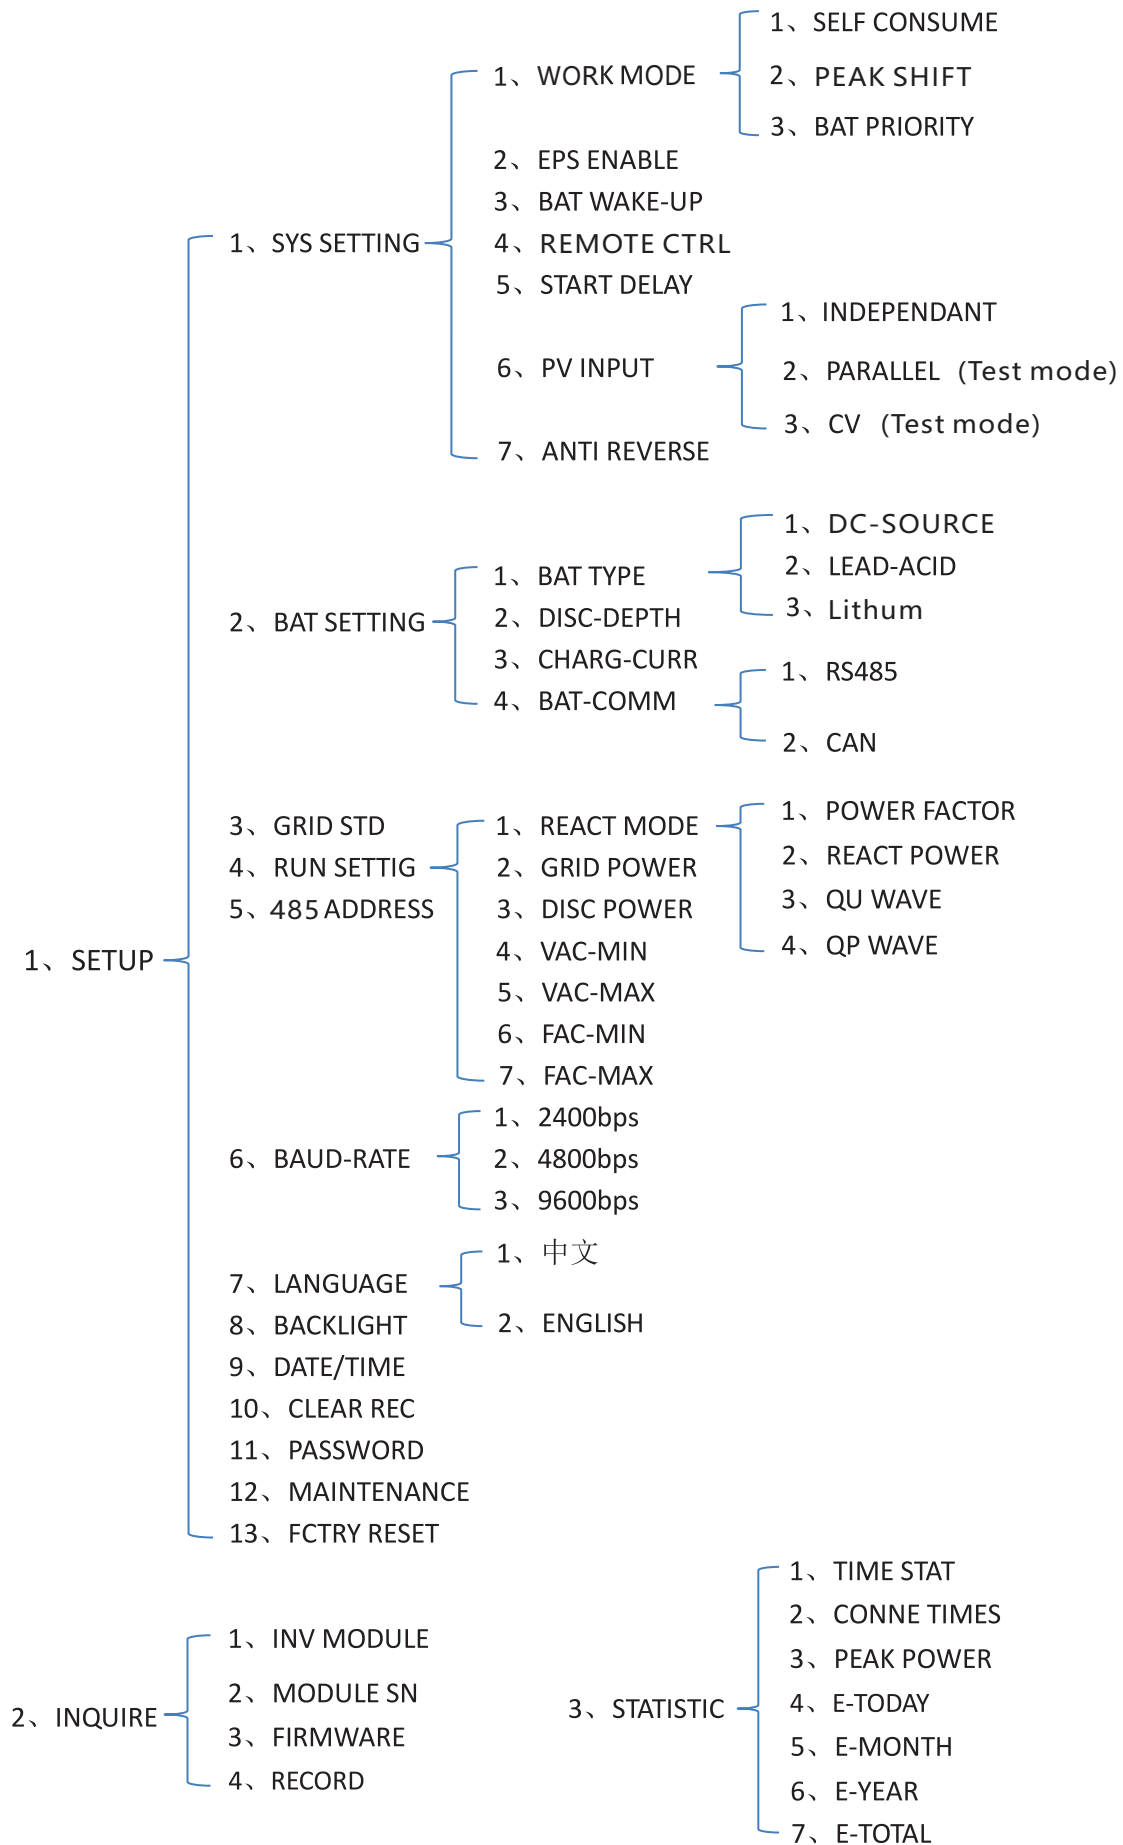 1、SETUP
1、SYS SETTING
1、WORK MODE
1、SELF CONSUME
2、PEAK SHIFT
3、BAT PRIORITY
2、EPS ENABLE
3、BAT WAKE-UP
4、REMOTE CTRL
5、START DELAY
6、PV INPUT
1、INDEPENDANT
2、PARALLEL (Test mode)
3、CV (Test mode)
7、ANTI REVERSE
2、BAT SETTING
1、BAT TYPE
1、DC-SOURCE
2、LEAD-ACID
3、Lithum
2、DISC-DEPTH
3、CHARG-CURR
4、BAT-COMM
1、RS485
2、CAN
3、GRID STD
4、RUN SETTIG
1、REACT MODE
1、POWER FACTOR
2、REACT POWER
3、QU WAVE
4、QP WAVE
2、GRID POWER
3、DISC POWER
4、VAC-MIN
5、VAC-MAX
6、FAC-MIN
7、FAC-MAX
5、485 ADDRESS
6、BAUD-RATE
1、2400bps
2、4800bps
3、9600bps
7、LANGUAGE
1、中文
2、ENGLISH
8、BACKLIGHT
9、DATE/TIME
10、CLEAR REC
11、PASSWORD
12、MAINTENANCE
13、FCTRY RESET
2、INQUIRE
1、INV MODULE
2、MODULE SN
3、FIRMWARE
4、RECORD
3、STATISTIC
1、TIME STAT
2、CONNE TIMES
3、PEAK POWER
4、E-TODAY
5、E-MONTH
6、E-YEAR
7、E-TOTAL